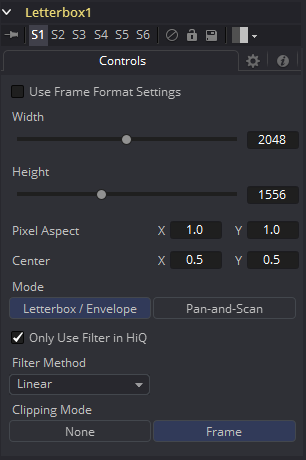 Letterbox1
S1 S2 S3 S4 S5 S6
Controls
Use Frame Format Settings
Width
2048
Height
1556
Pixel Aspect X 1.0 Y 1.0
Center X 0.5 Y 0.5
Mode
Letterbox / Envelope Pan-and-Scan
Only Use Filter in HiQ
Filter Method
Linear
Clipping Mode
None Frame